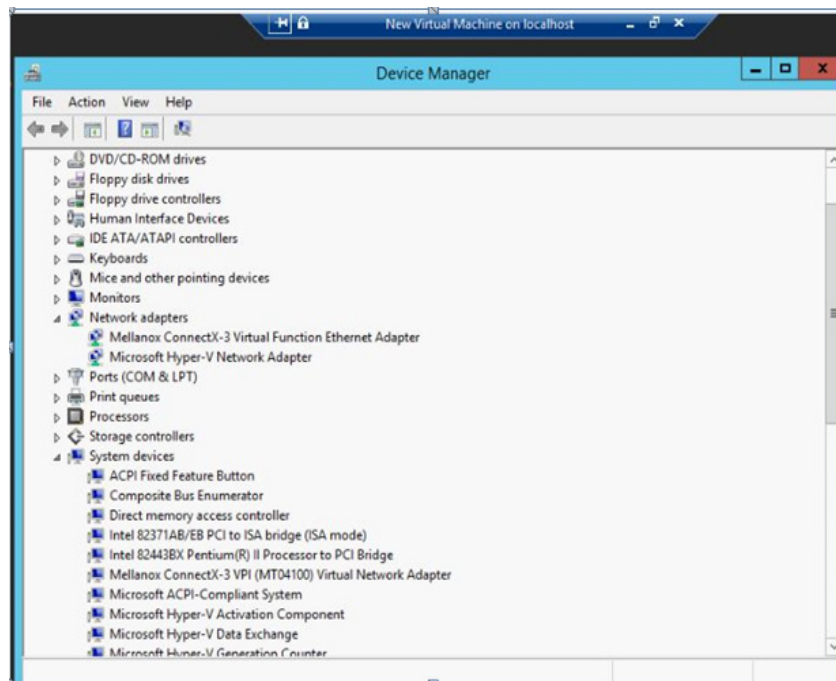 New Virtual Machine on localhost
Device Manager
File Action View Help
DVD/CD-ROM drives
Floppy disk drives
Floppy drive controllers
Human Interface Devices
IDE ATA/ATAPI controllers
Keyboards
Mice and other pointing devices
Monitors
Network adapters
Mellanox ConnectX-3 Virtual Function Ethernet Adapter
Microsoft Hyper-V Network Adapter
Ports (COM & LPT)
Print queues
Processors
Storage controllers
System devices
ACPI Fixed Feature Button
Composite Bus Enumerator
Direct memory access controller
Intel 82371AB/EB PCI to ISA bridge (ISA mode)
Intel 82443BX Pentium(R) II Processor to PCI Bridge
Mellanox ConnectX-3 VPI (MT04100) Virtual Network Adapter
Microsoft ACPI-Compliant System
Microsoft Hyper-V Activation Component
Microsoft Hyper-V Data Exchange
Microsoft Hyper-V Generation Counter